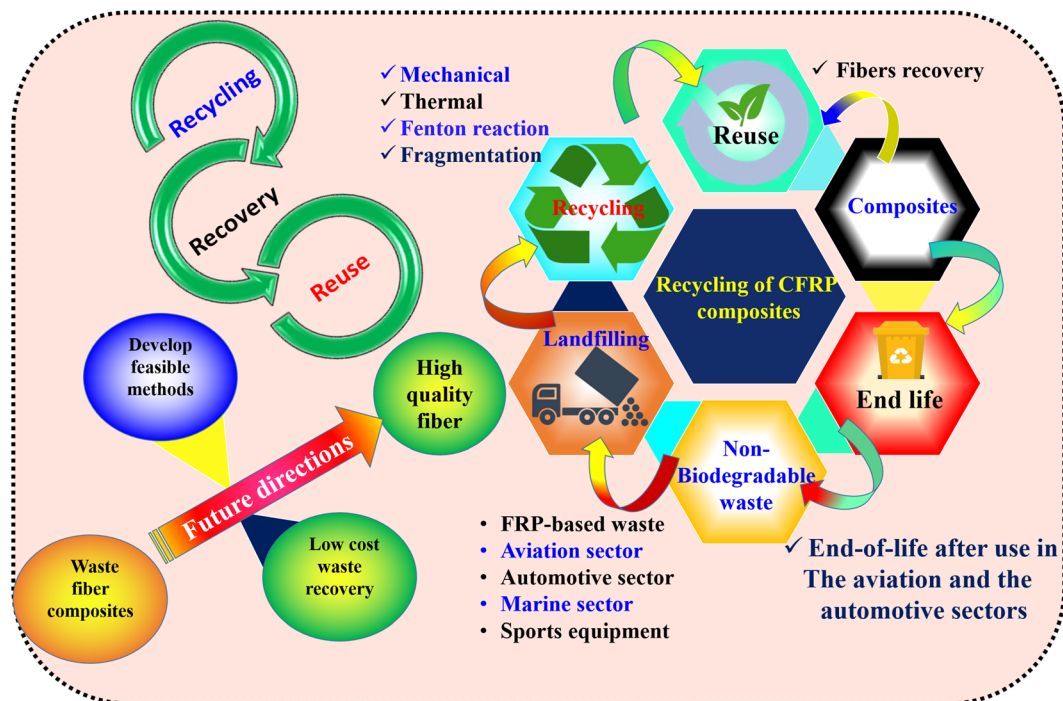 Recycling
Recovery
Reuse
✓ Mechanical
✓ Thermal
✓ Fenton reaction
✓ Fragmentation
Reuse
✓ Fibers recovery
Composites
Recycling
Recycling of CFRP
composites
Landfilling
End life
Non-
Biodegradable
waste
Develop
feasible
methods
High
quality
fiber
Future directions
Waste
fiber
composites
Low cost
waste
recovery
• FRP-based waste
• Aviation sector
• Automotive sector
• Marine sector
• Sports equipment
✓ End-of-life after use in
The aviation and the
automotive sectors